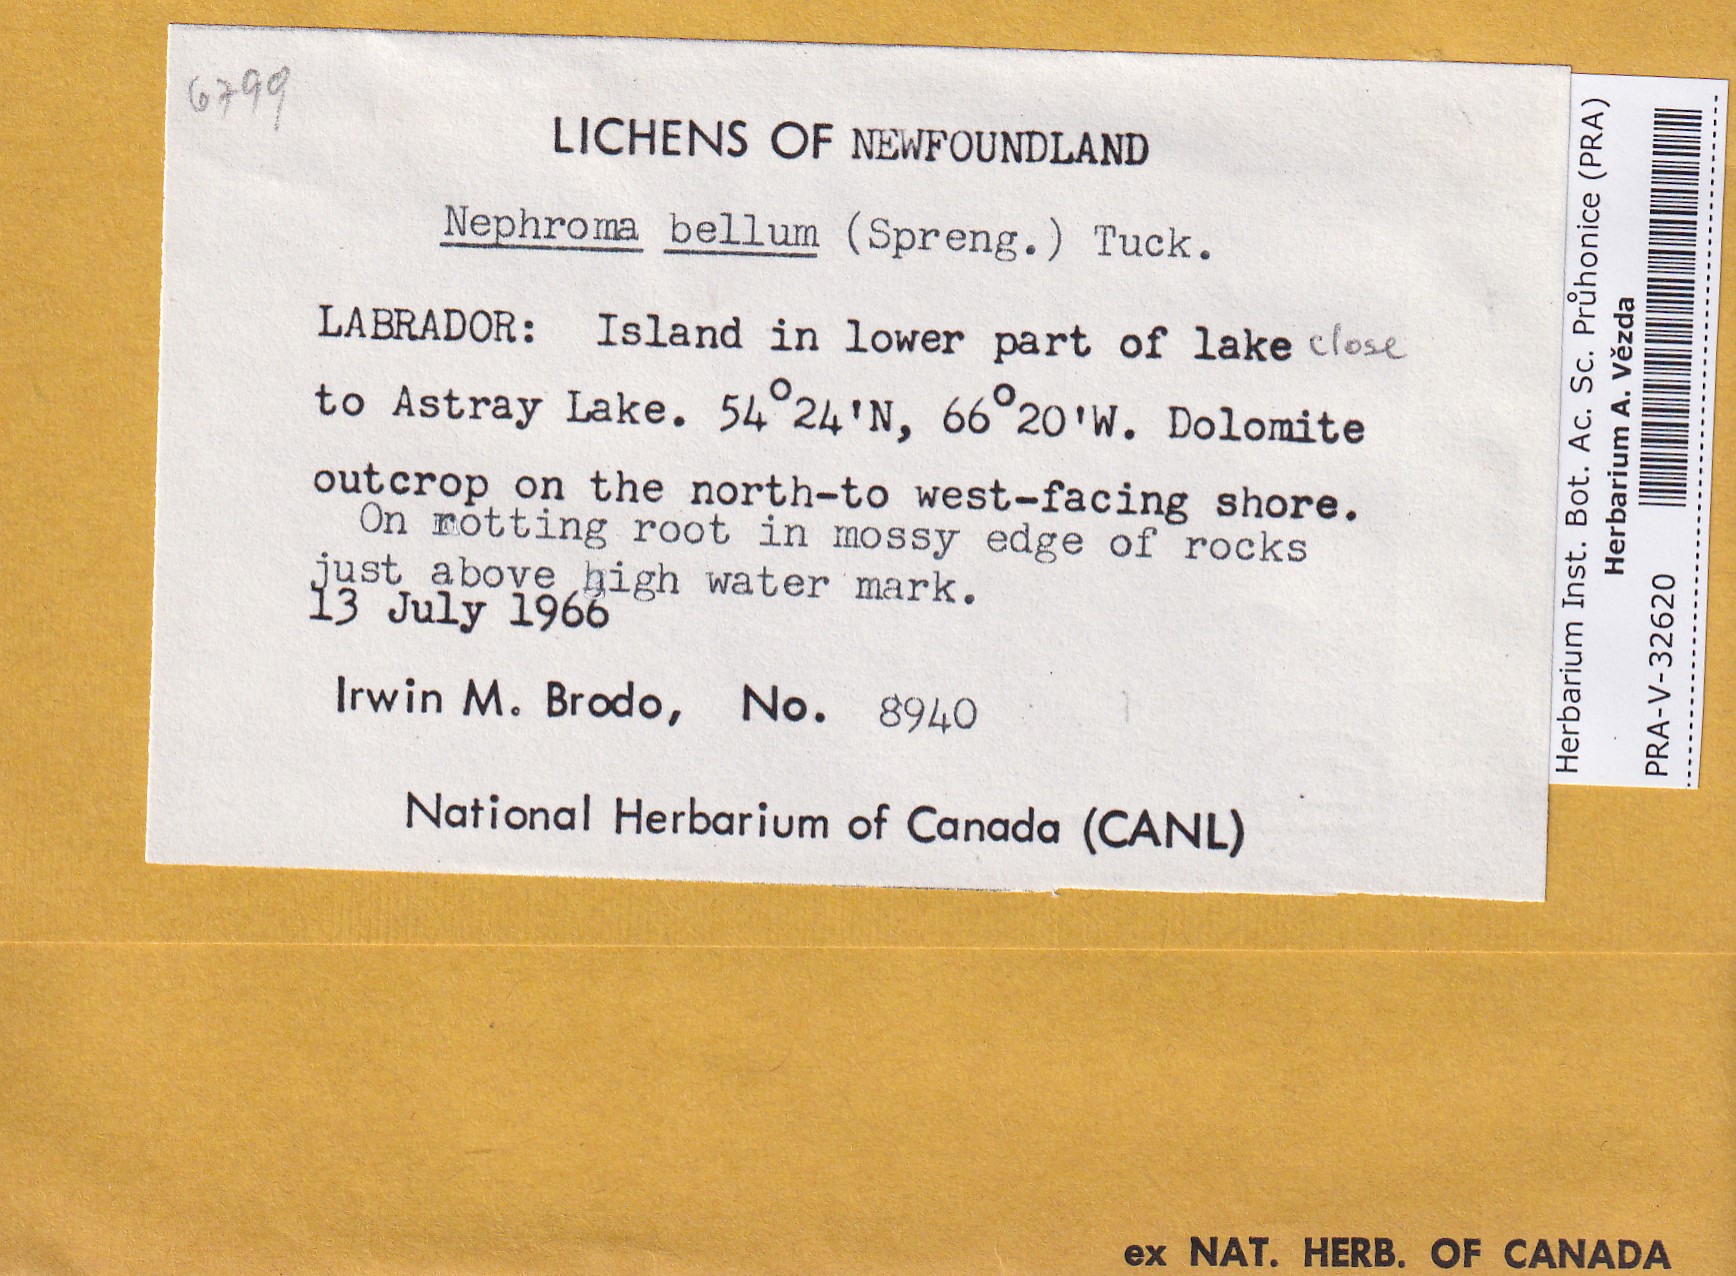 6799
LICHENS OF NEWFOUNDLAND
Nephroma bellum (Spreng.) Tuck.
LABRADOR: Island in lower part of lake close
to Astray Lake. 54°24'N, 66°20'W. Dolomite
outcrop on the north-to west-facing shore.
On rotting root in mossy edge of rocks
just above high water mark.
13 July 1966
Irwin M. Brodo, No. 8940
National Herbarium of Canada (CANL)
Herbarium Inst. Bot. Ac. Sc. Průhonice (PRA)
Herbarium A. Vězda
PRA-V-32620
ex NAT. HERB. OF CANADA